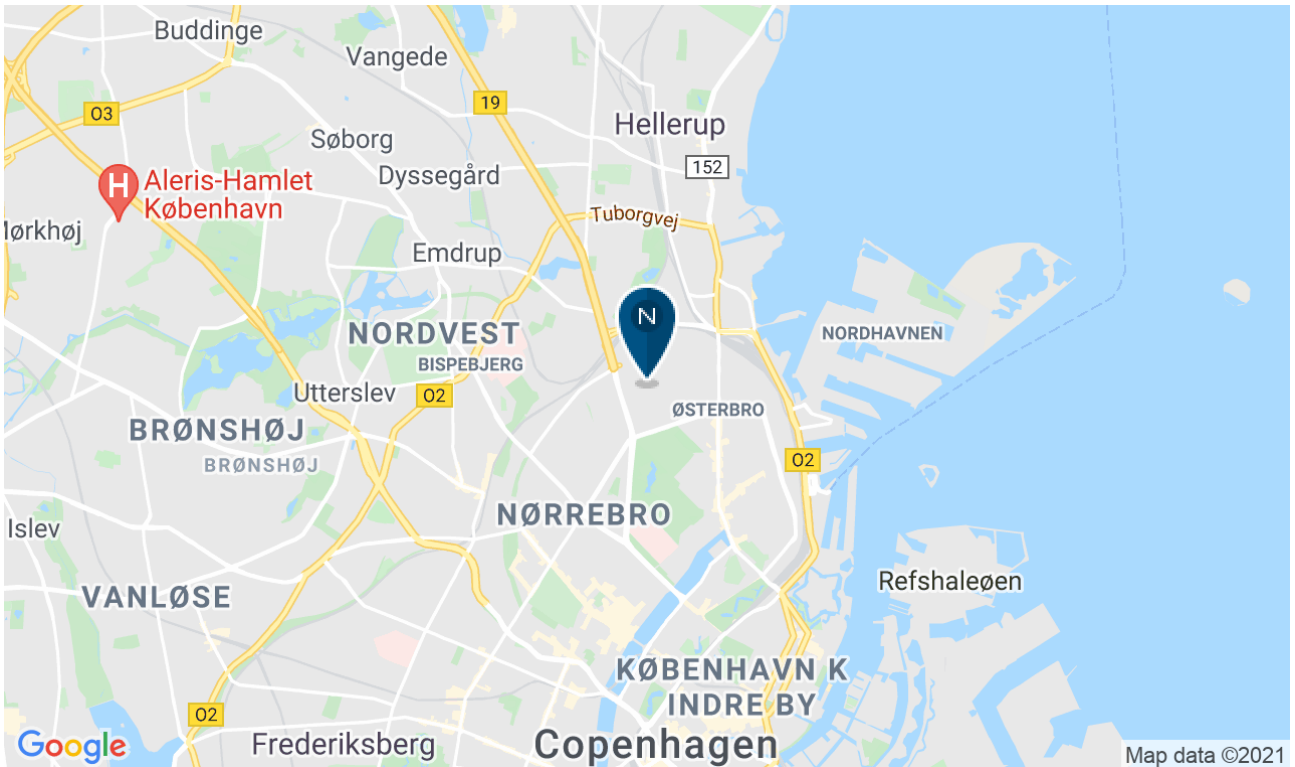 Buddinge
Vangede
19
O3
Hellerup
Søborg
152
Dyssegård
H
Aleris-Hamlet
København
Tuborgvej
Mørkhøj
Emdrup
N
NORDVEST
NORDHAVNEN
BISPEBJERG
Utterslev
O2
ØSTERBRO
BRØNSHØJ
BRØNSHØJ
O2
NØRREBRO
Islev
Refshaleøen
VANLØSE
KØBENHAVN K
INDRE BY
O2
Frederiksberg
Copenhagen
Google
Map data ©2021